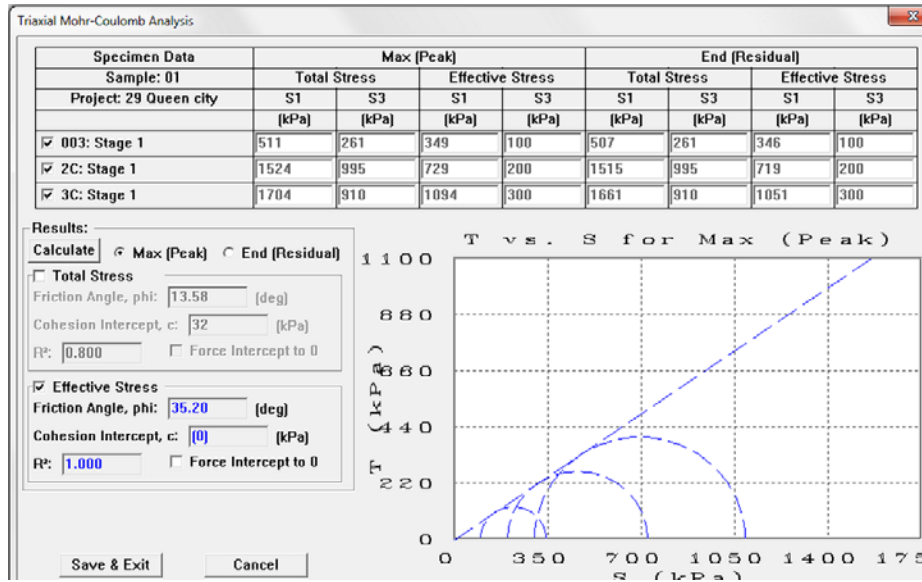 Triaxial Mohr-Coulomb Analysis
Specimen Data Max (Peak) End (Residual)
Sample: 01 Total Stress Effective Stress Total Stress Effective Stress
Project: 29 Queen city S1 S3 S1 S3 S1 S3 S1 S3
(kPa) (kPa) (kPa) (kPa) (kPa) (kPa) (kPa) (kPa)
003: Stage 1 511 261 349 100 507 261 346 100
2C: Stage 1 1524 995 729 200 1515 995 719 200
3C: Stage 1 1704 910 1094 300 1661 910 1051 300
Results:
Calculate Max (Peak) End (Residual)
Total Stress
Friction Angle, phi: 13.58 (deg)
Cohesion Intercept, c: 32 (kPa)
R²: 0.800 Force Intercept to 0
Effective Stress
Friction Angle, phi: 35.20 (deg)
Cohesion Intercept, c: (0) (kPa)
R²: 1.000 Force Intercept to 0
Save & Exit Cancel
T vs. S for Max (Peak)
1100
880
660
440
220
0
T (kPa)
0 350 700 1050 1400 175
S (kPa)